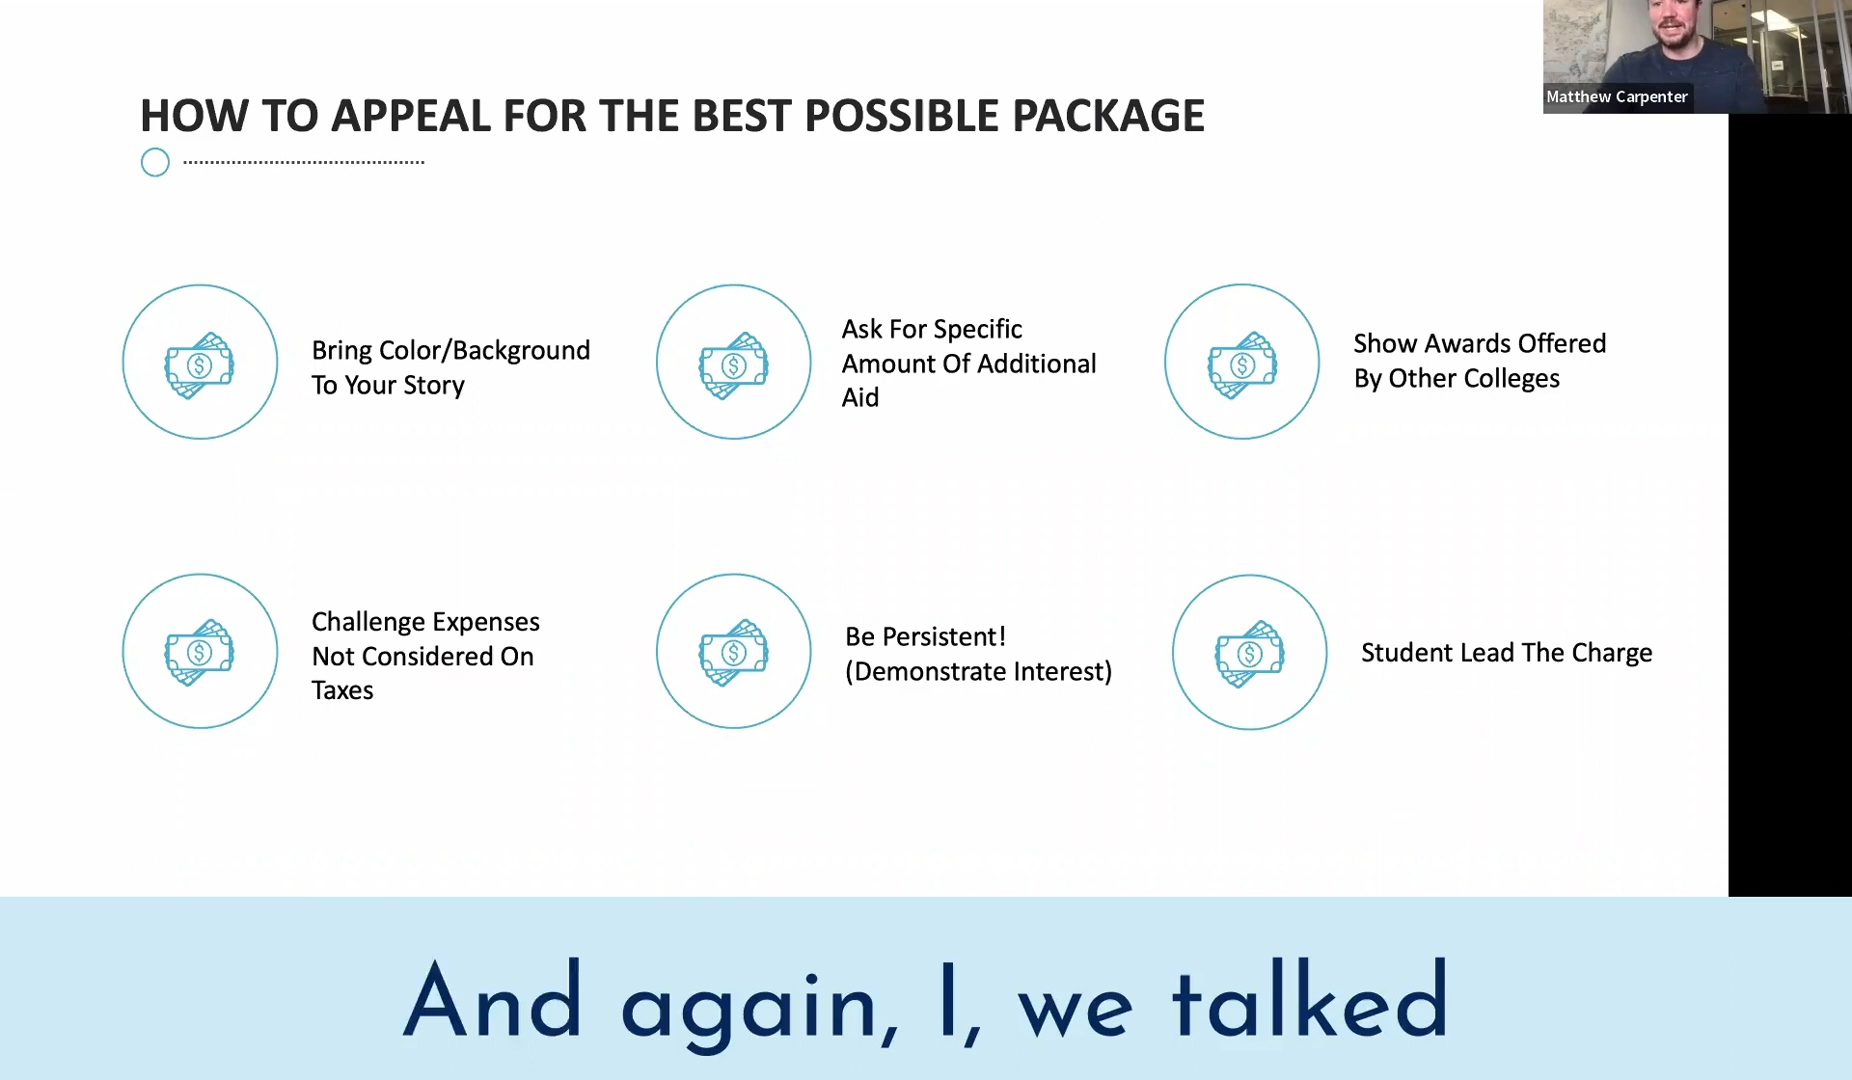 Matthew Carpenter
HOW TO APPEAL FOR THE BEST POSSIBLE PACKAGE
Bring Color/Background
To Your Story
Ask For Specific
Amount Of Additional
Aid
Show Awards Offered
By Other Colleges
Challenge Expenses
Not Considered On
Taxes
Be Persistent!
(Demonstrate Interest)
Student Lead The Charge
And again, I, we talked